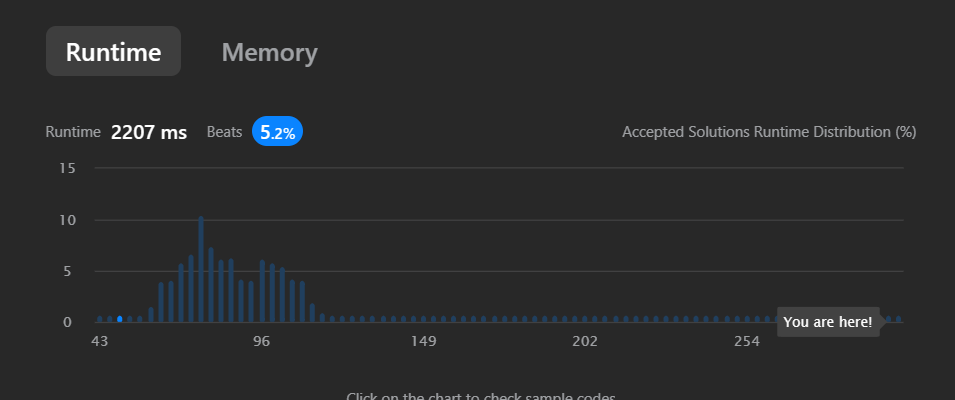 Runtime Memory
Runtime 2207 ms Beats 5.2% Accepted Solutions Runtime Distribution (%)
15
10
5
0
You are here!
43 96 149 202 254
Click on the chart to check sample codes